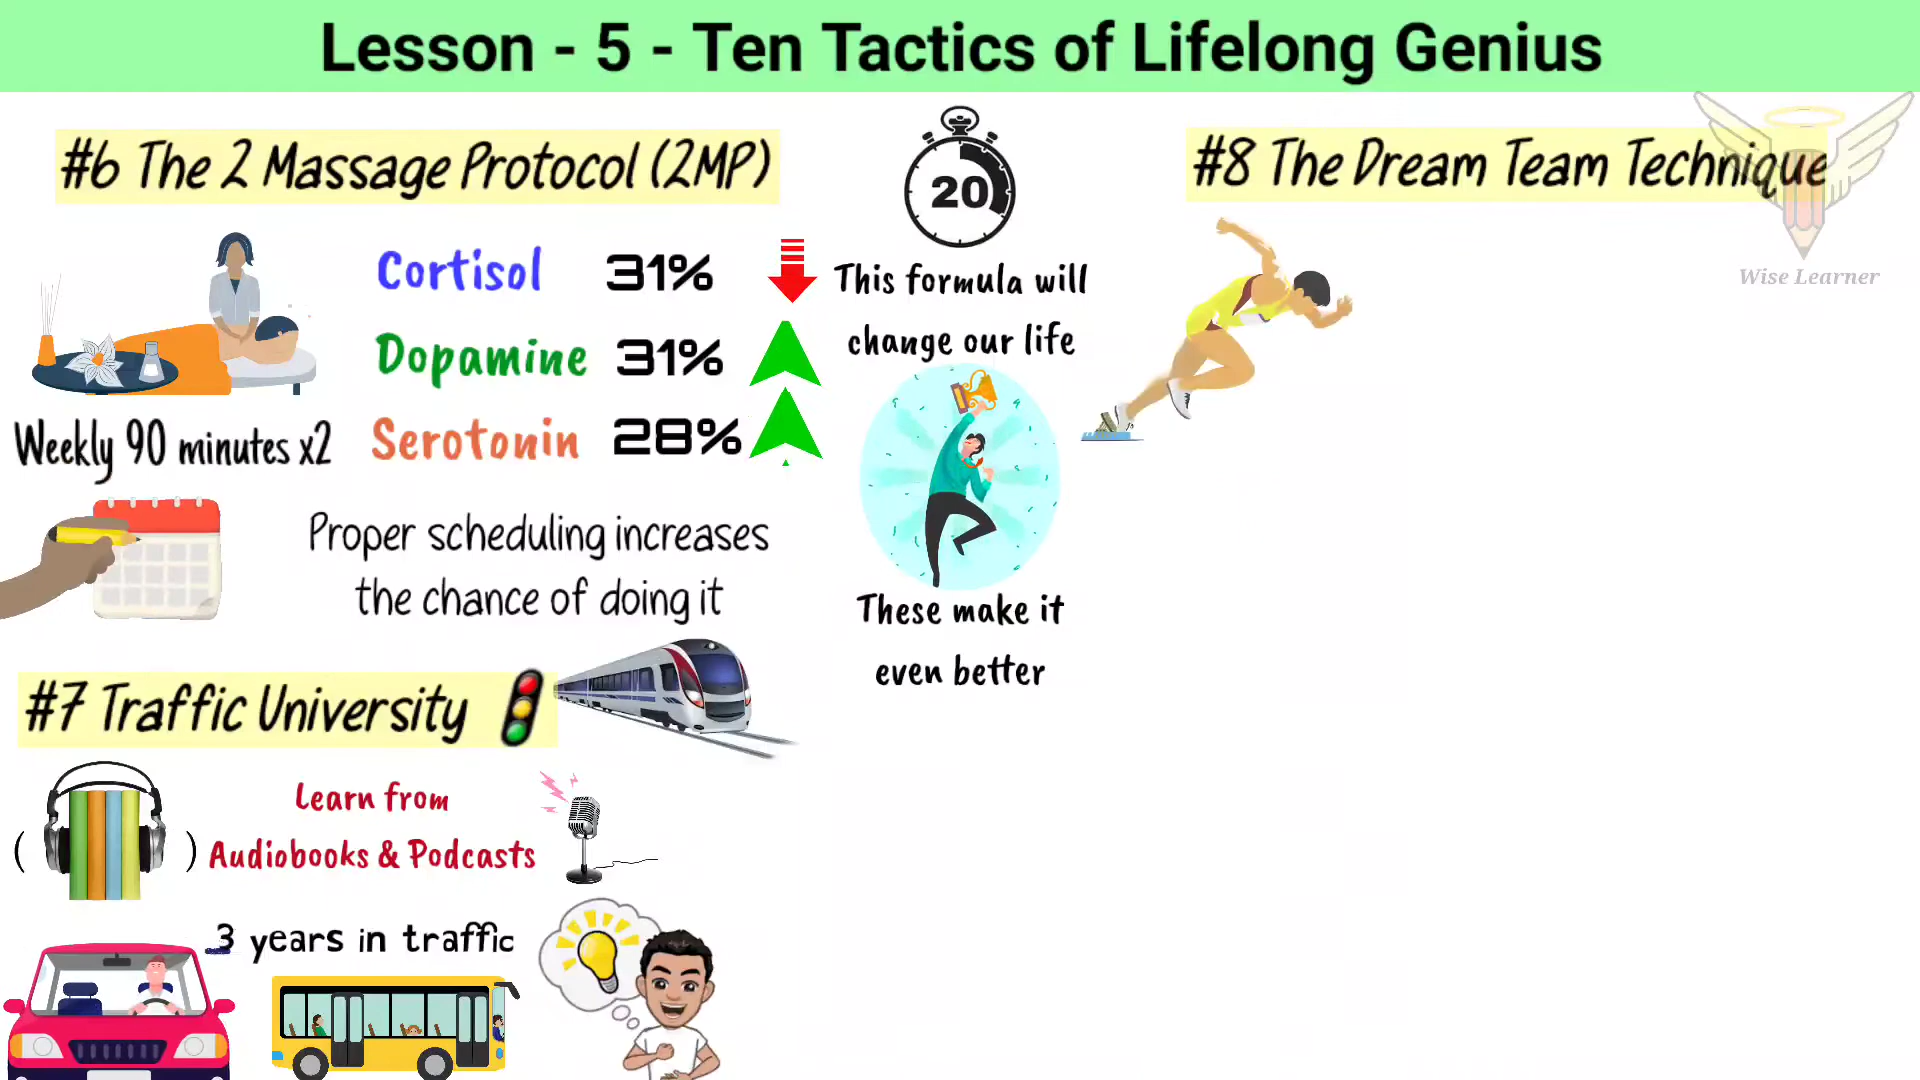 Lesson - 5 - Ten Tactics of Lifelong Genius
#6 The 2 Massage Protocol (2MP)
Cortisol 31%
Dopamine 31%
Serotonin 28%
Weekly 90 minutes x2
Proper scheduling increases
the chance of doing it
#7 Traffic University
( ) Learn from
Audiobooks & Podcasts
3 years in traffic
20
This formula will
change our life
These make it
even better
#8 The Dream Team Technique
Wise Learner